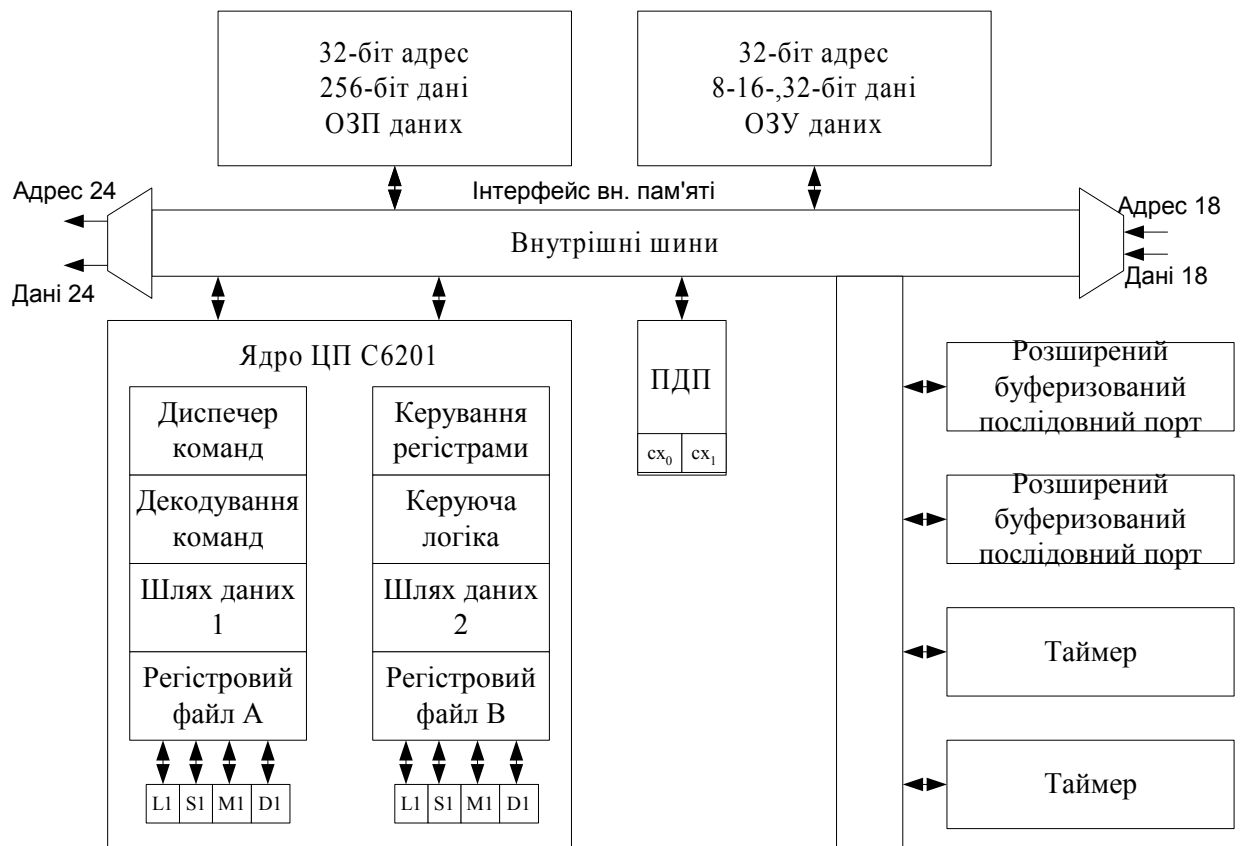 32-біт адрес
256-біт дані
ОЗП даних
32-біт адрес
8-16-,32-біт дані
ОЗУ даних
Адрес 24
Інтерфейс вн. пам'яті
Адрес 18
Внутрішні шини
Дані 24
Дані 18
Ядро ЦП С6201
Диспечер
команд
Декодування
команд
Шлях даних
1
Регістровий
файл А
L1 S1 M1 D1
Керування
регістрами
Керуюча
логіка
Шлях даних
2
Регістровий
файл В
L1 S1 M1 D1
ПДП
сх₀ сх₁
Розширений
буферизований
послідовний порт
Розширений
буферизований
послідовний порт
Таймер
Таймер